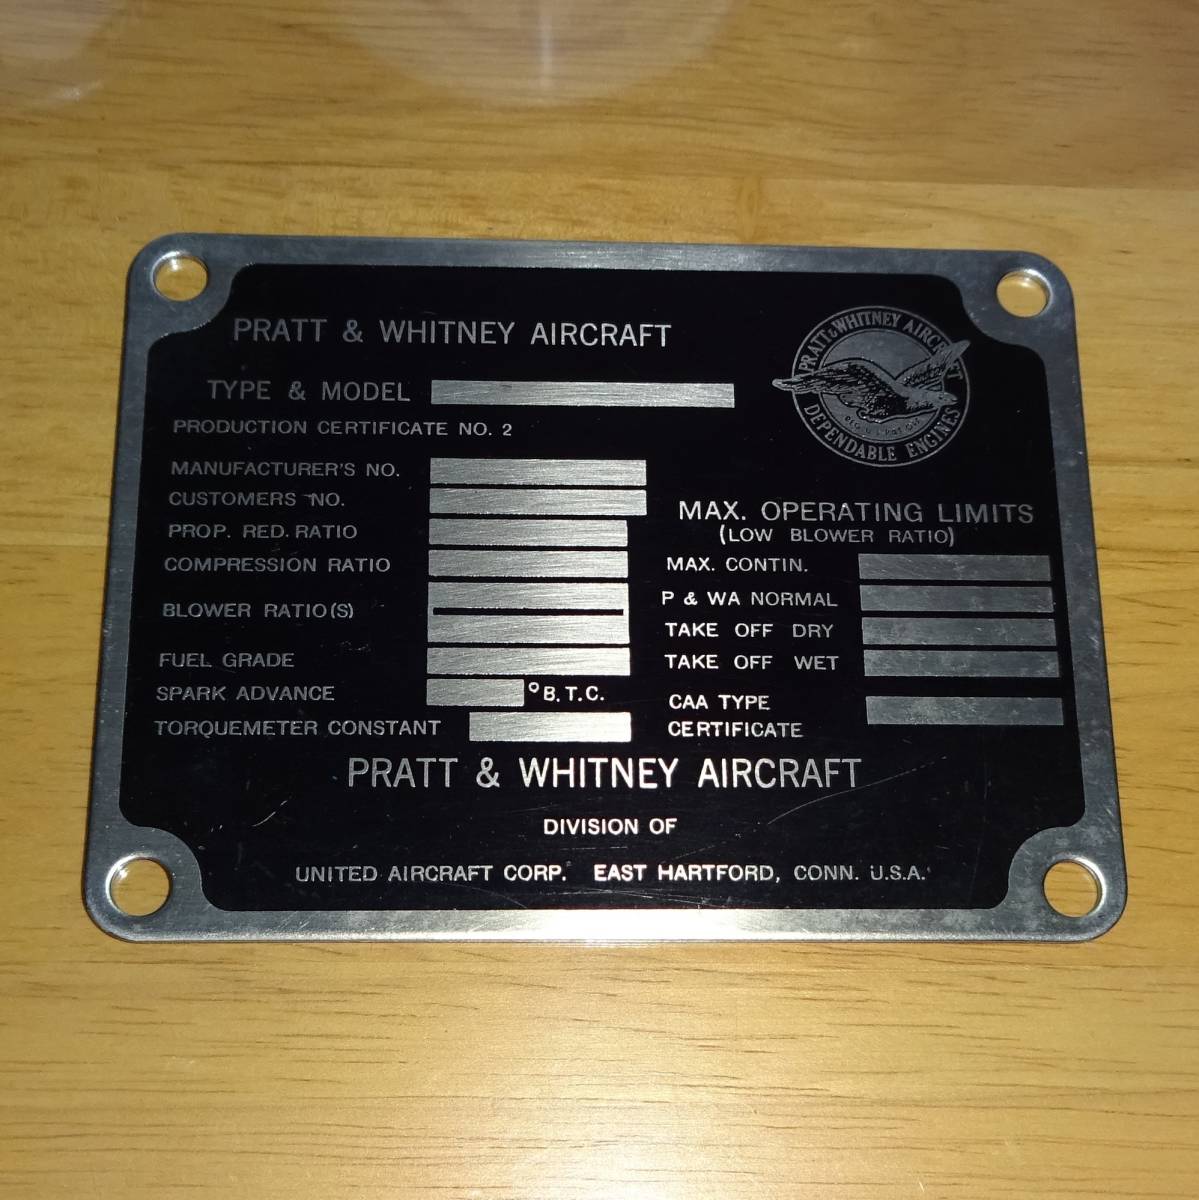 PRATT & WHITNEY AIRCRAFT
TYPE & MODEL
PRODUCTION CERTIFICATE NO. 2
MANUFACTURER'S NO.
CUSTOMERS NO.
PROP. RED. RATIO
COMPRESSION RATIO
BLOWER RATIO(S)
FUEL GRADE
SPARK ADVANCE °B.T.C.
TORQUEMETER CONSTANT
PRATT & WHITNEY AIRCRAFT
DEPENDABLE ENGINES
MAX. OPERATING LIMITS
(LOW BLOWER RATIO)
MAX. CONTIN.
P & WA NORMAL
TAKE OFF DRY
TAKE OFF WET
CAA TYPE
CERTIFICATE
PRATT & WHITNEY AIRCRAFT
DIVISION OF
UNITED AIRCRAFT CORP. EAST HARTFORD, CONN. U.S.A.